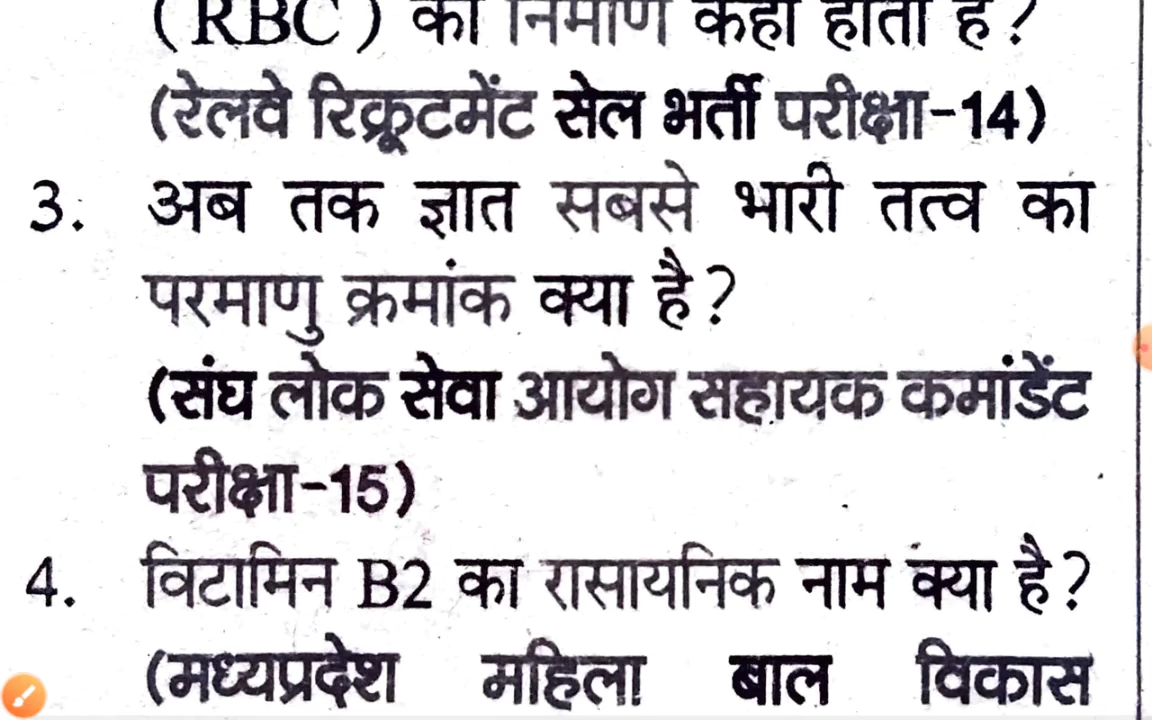 (RBC) का निर्माण कहाँ होता है?
(रेलवे रिक्रूटमेंट सेल भर्ती परीक्षा-14)
3. अब तक ज्ञात सबसे भारी तत्व का
परमाणु क्रमांक क्या है?
(संघ लोक सेवा आयोग सहायक कमांडेंट
परीक्षा-15)
4. विटामिन B2 का रासायनिक नाम क्या है?
(मध्यप्रदेश महिला बाल विकास